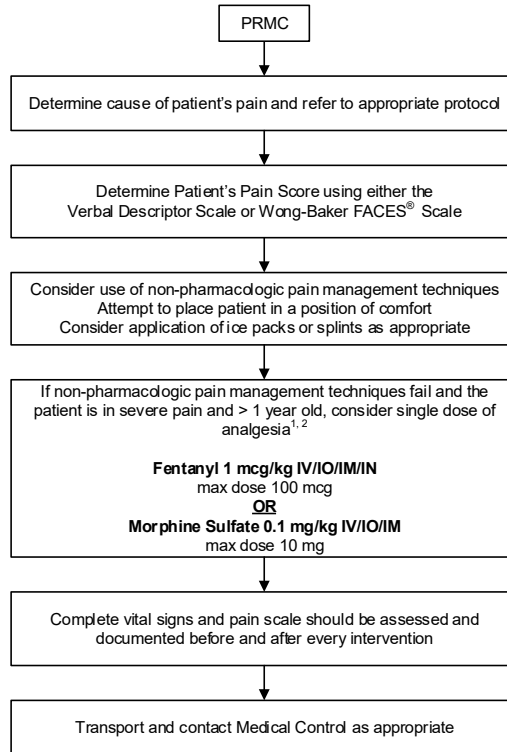 PRMC
Determine cause of patient's pain and refer to appropriate protocol
Determine Patient's Pain Score using either the
Verbal Descriptor Scale or Wong-Baker FACES® Scale
Consider use of non-pharmacologic pain management techniques
Attempt to place patient in a position of comfort
Consider application of ice packs or splints as appropriate
If non-pharmacologic pain management techniques fail and the
patient is in severe pain and > 1 year old, consider single dose of
analgesia1, 2
Fentanyl 1 mcg/kg IV/IO/IM/IN
max dose 100 mcg
OR
Morphine Sulfate 0.1 mg/kg IV/IO/IM
max dose 10 mg
Complete vital signs and pain scale should be assessed and
documented before and after every intervention
Transport and contact Medical Control as appropriate